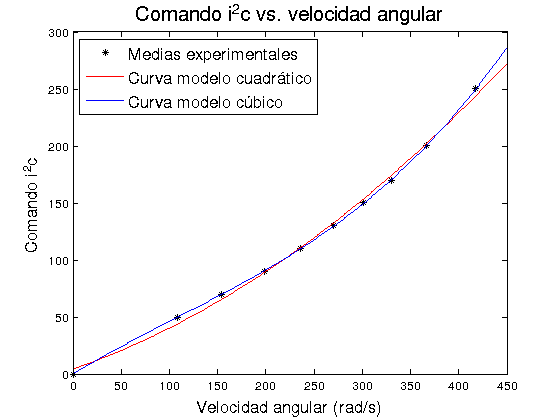 Comando i²c vs. velocidad angular
Medias experimentales
Curva modelo cuadrático
Curva modelo cúbico
Comando i²c
300
250
200
150
100
50
0
0 50 100 150 200 250 300 350 400 450
Velocidad angular (rad/s)